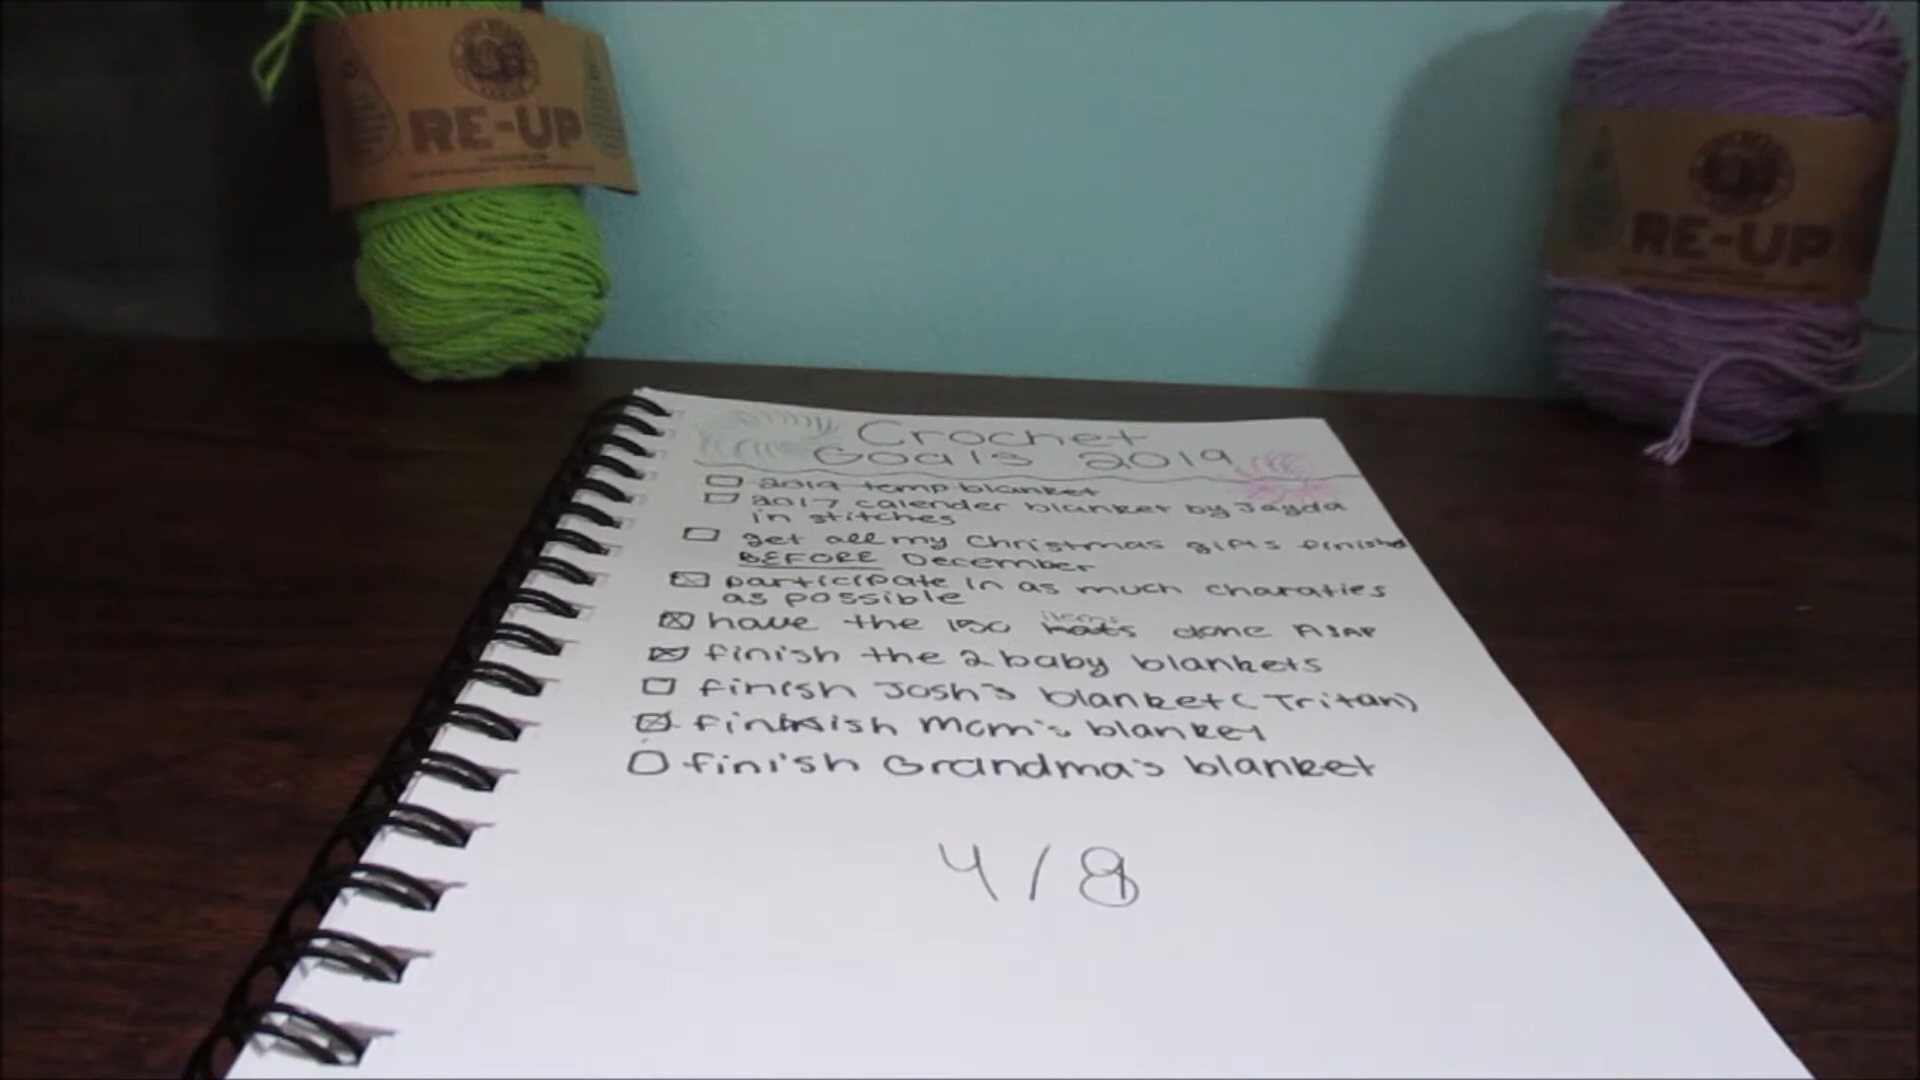 RE-UP
RE-UP
Crochet
Goals 2019
2019 temp blanket
2017 calender blanket by Jayda
in stitches
get all my Christmas gifts finished
BEFORE December
participate in as much charaties
as possible
items
have the 150 hats done ASAP
finish the 2 baby blankets
finish Josh's blanket (Tritan)
finish Mom's blanket
finish Grandma's blanket
4/9